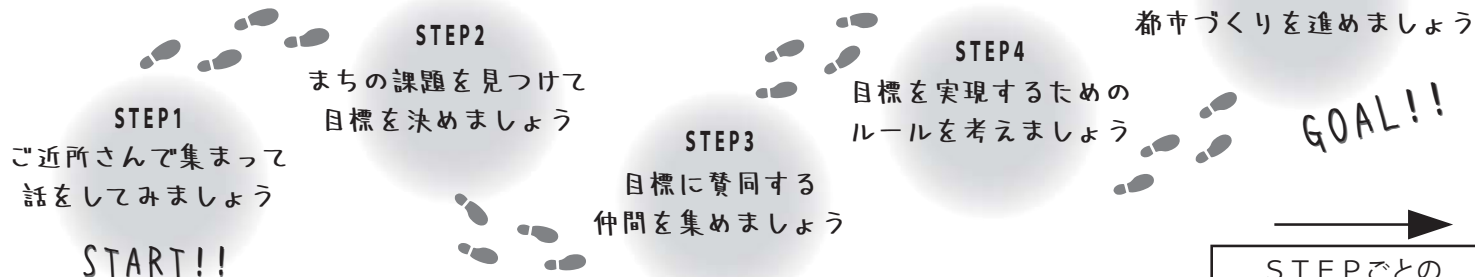 START!!
STEP1
ご近所さんで集まって
話をしてみましょう
STEP2
まちの課題を見つけて
目標を決めましょう
STEP3
目標に賛同する
仲間を集めましょう
STEP4
目標を実現するための
ルールを考えましょう
都市づくりを進めましょう
GOAL!!
STEPごとの